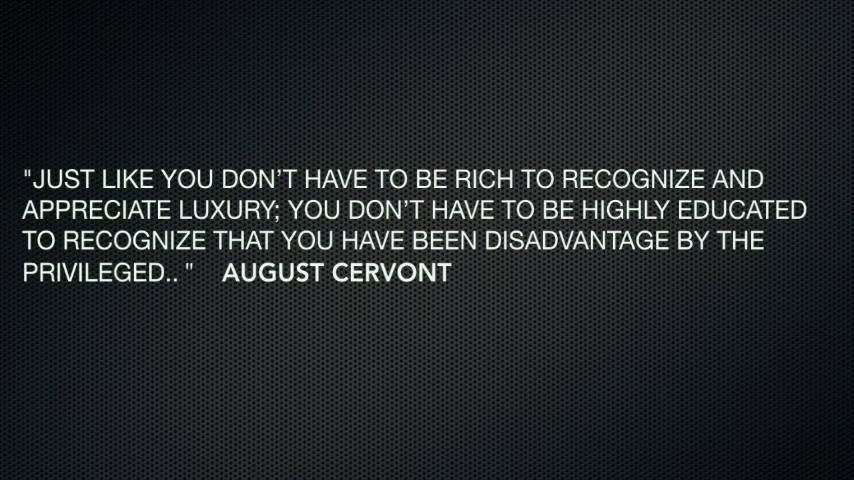 "JUST LIKE YOU DON’T HAVE TO BE RICH TO RECOGNIZE AND
APPRECIATE LUXURY; YOU DON’T HAVE TO BE HIGHLY EDUCATED
TO RECOGNIZE THAT YOU HAVE BEEN DISADVANTAGE BY THE
PRIVILEGED.. " AUGUST CERVONT